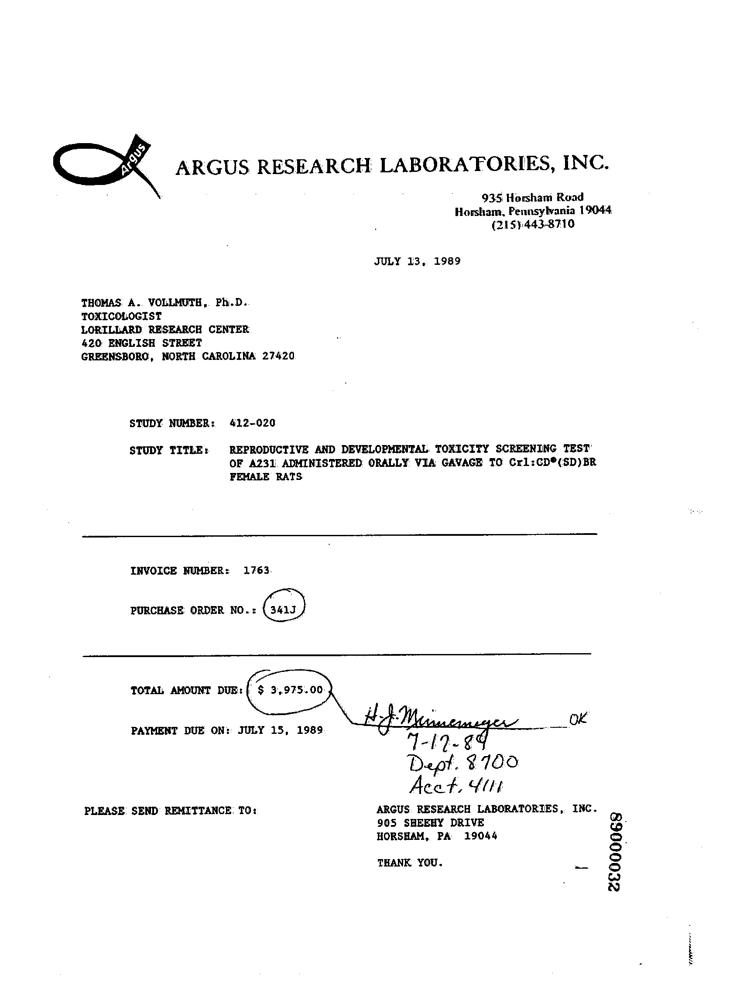 Argus
ARGUS RESEARCH LABORATORIES, INC.
935 Horsham Road
Horsham, Pennsylvania 19044
(215) 443-8710
JULY 13, 1989
THOMAS A. VOLLMUTH, Ph.D.
TOXICOLOGIST
LORILLARD RESEARCH CENTER
420 ENGLISH STREET
GREENSBORO, NORTH CAROLINA 27420
STUDY NUMBER: 412-020
STUDY TITLE: REPRODUCTIVE AND DEVELOPMENTAL TOXICITY SCREENING TEST
OF A231 ADMINISTERED ORALLY VIA GAVAGE TO Crl:CD®(SD)BR
FEMALE RATS
INVOICE NUMBER: 1763
PURCHASE ORDER NO.: 341J
TOTAL AMOUNT DUE: $ 3,975.00
H.J. Minnemeyer OK
PAYMENT DUE ON: JULY 15, 1989
7-17-89
Dept. 8700
Acct. 4111
PLEASE SEND REMITTANCE TO: ARGUS RESEARCH LABORATORIES, INC.
905 SHEEHY DRIVE
HORSHAM, PA 19044
THANK YOU.
89000032